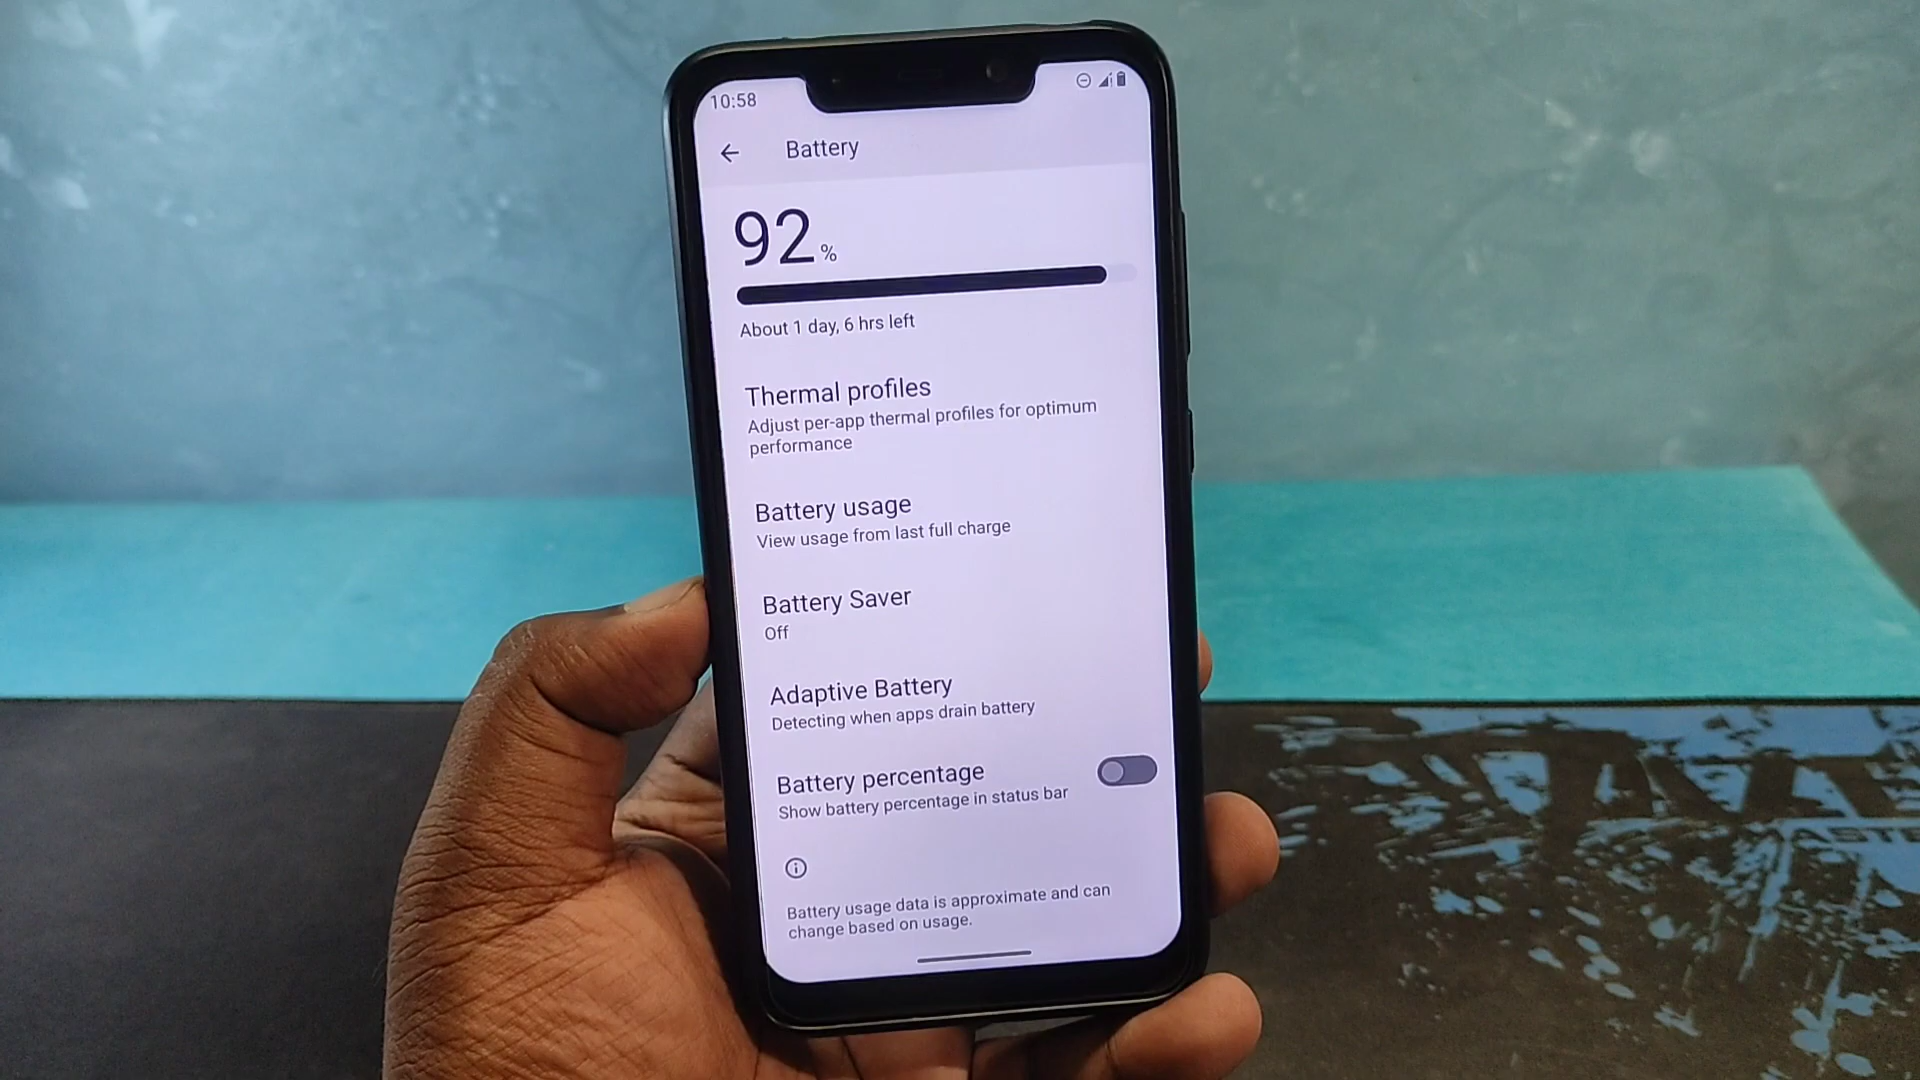 10:58
Battery
92%
About 1 day, 6 hrs left
Thermal profiles
Adjust per-app thermal profiles for optimum
performance
Battery usage
View usage from last full charge
Battery Saver
Off
Adaptive Battery
Detecting when apps drain battery
Battery percentage
Show battery percentage in status bar
Battery usage data is approximate and can
change based on usage.